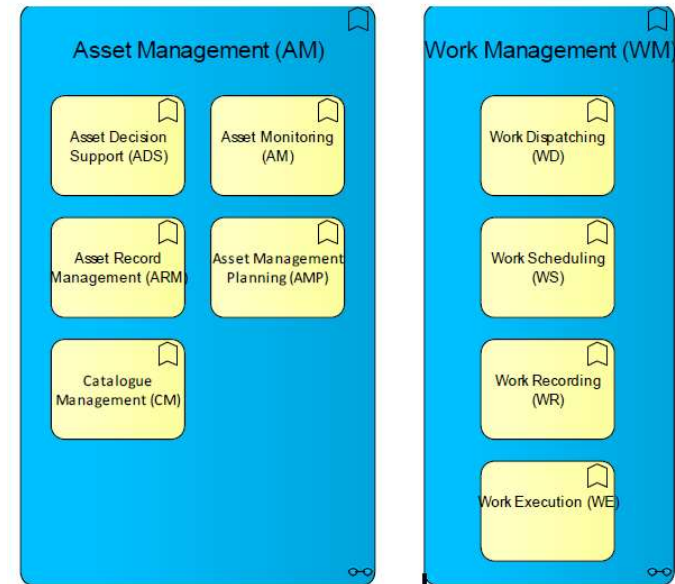 Asset Management (AM)
Asset Decision
Support (ADS)
Asset Monitoring
(AM)
Asset Record
Management (ARM)
Asset Management
Planning (AMP)
Catalogue
Management (CM)
Work Management (WM)
Work Dispatching
(WD)
Work Scheduling
(WS)
Work Recording
(WR)
Work Execution (WE)